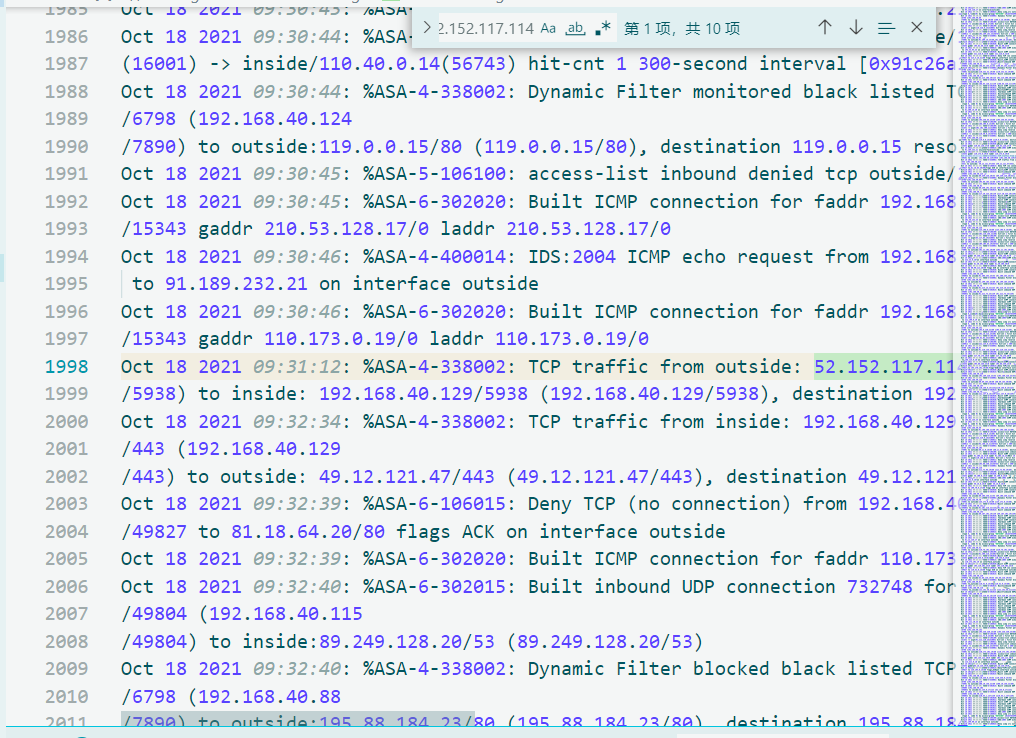 2.152.117.114 Aa ab, .* 第 1 项，共 10 项
1985 Oct 18 2021 09:30:43: %ASA-
1986 Oct 18 2021 09:30:44: %ASA-
1987 (16001) -> inside/110.40.0.14(56743) hit-cnt 1 300-second interval [0x91c26a
1988 Oct 18 2021 09:30:44: %ASA-4-338002: Dynamic Filter monitored black listed TC
1989 /6798 (192.168.40.124
1990 /7890) to outside:119.0.0.15/80 (119.0.0.15/80), destination 119.0.0.15 reso
1991 Oct 18 2021 09:30:45: %ASA-5-106100: access-list inbound denied tcp outside/
1992 Oct 18 2021 09:30:45: %ASA-6-302020: Built ICMP connection for faddr 192.168
1993 /15343 gaddr 210.53.128.17/0 laddr 210.53.128.17/0
1994 Oct 18 2021 09:30:46: %ASA-4-400014: IDS:2004 ICMP echo request from 192.168
1995 to 91.189.232.21 on interface outside
1996 Oct 18 2021 09:30:46: %ASA-6-302020: Built ICMP connection for faddr 192.168
1997 /15343 gaddr 110.173.0.19/0 laddr 110.173.0.19/0
1998 Oct 18 2021 09:31:12: %ASA-4-338002: TCP traffic from outside: 52.152.117.11
1999 /5938) to inside: 192.168.40.129/5938 (192.168.40.129/5938), destination 192
2000 Oct 18 2021 09:32:34: %ASA-4-338002: TCP traffic from inside: 192.168.40.129
2001 /443 (192.168.40.129
2002 /443) to outside: 49.12.121.47/443 (49.12.121.47/443), destination 49.12.121
2003 Oct 18 2021 09:32:39: %ASA-6-106015: Deny TCP (no connection) from 192.168.4
2004 /49827 to 81.18.64.20/80 flags ACK on interface outside
2005 Oct 18 2021 09:32:39: %ASA-6-302020: Built ICMP connection for faddr 110.173
2006 Oct 18 2021 09:32:40: %ASA-6-302015: Built inbound UDP connection 732748 for
2007 /49804 (192.168.40.115
2008 /49804) to inside:89.249.128.20/53 (89.249.128.20/53)
2009 Oct 18 2021 09:32:40: %ASA-4-338002: Dynamic Filter blocked black listed TCP
2010 /6798 (192.168.40.88
2011 /7890) to outside:195.88.184.23/80 (195.88.184.23/80), destination 195.88.18